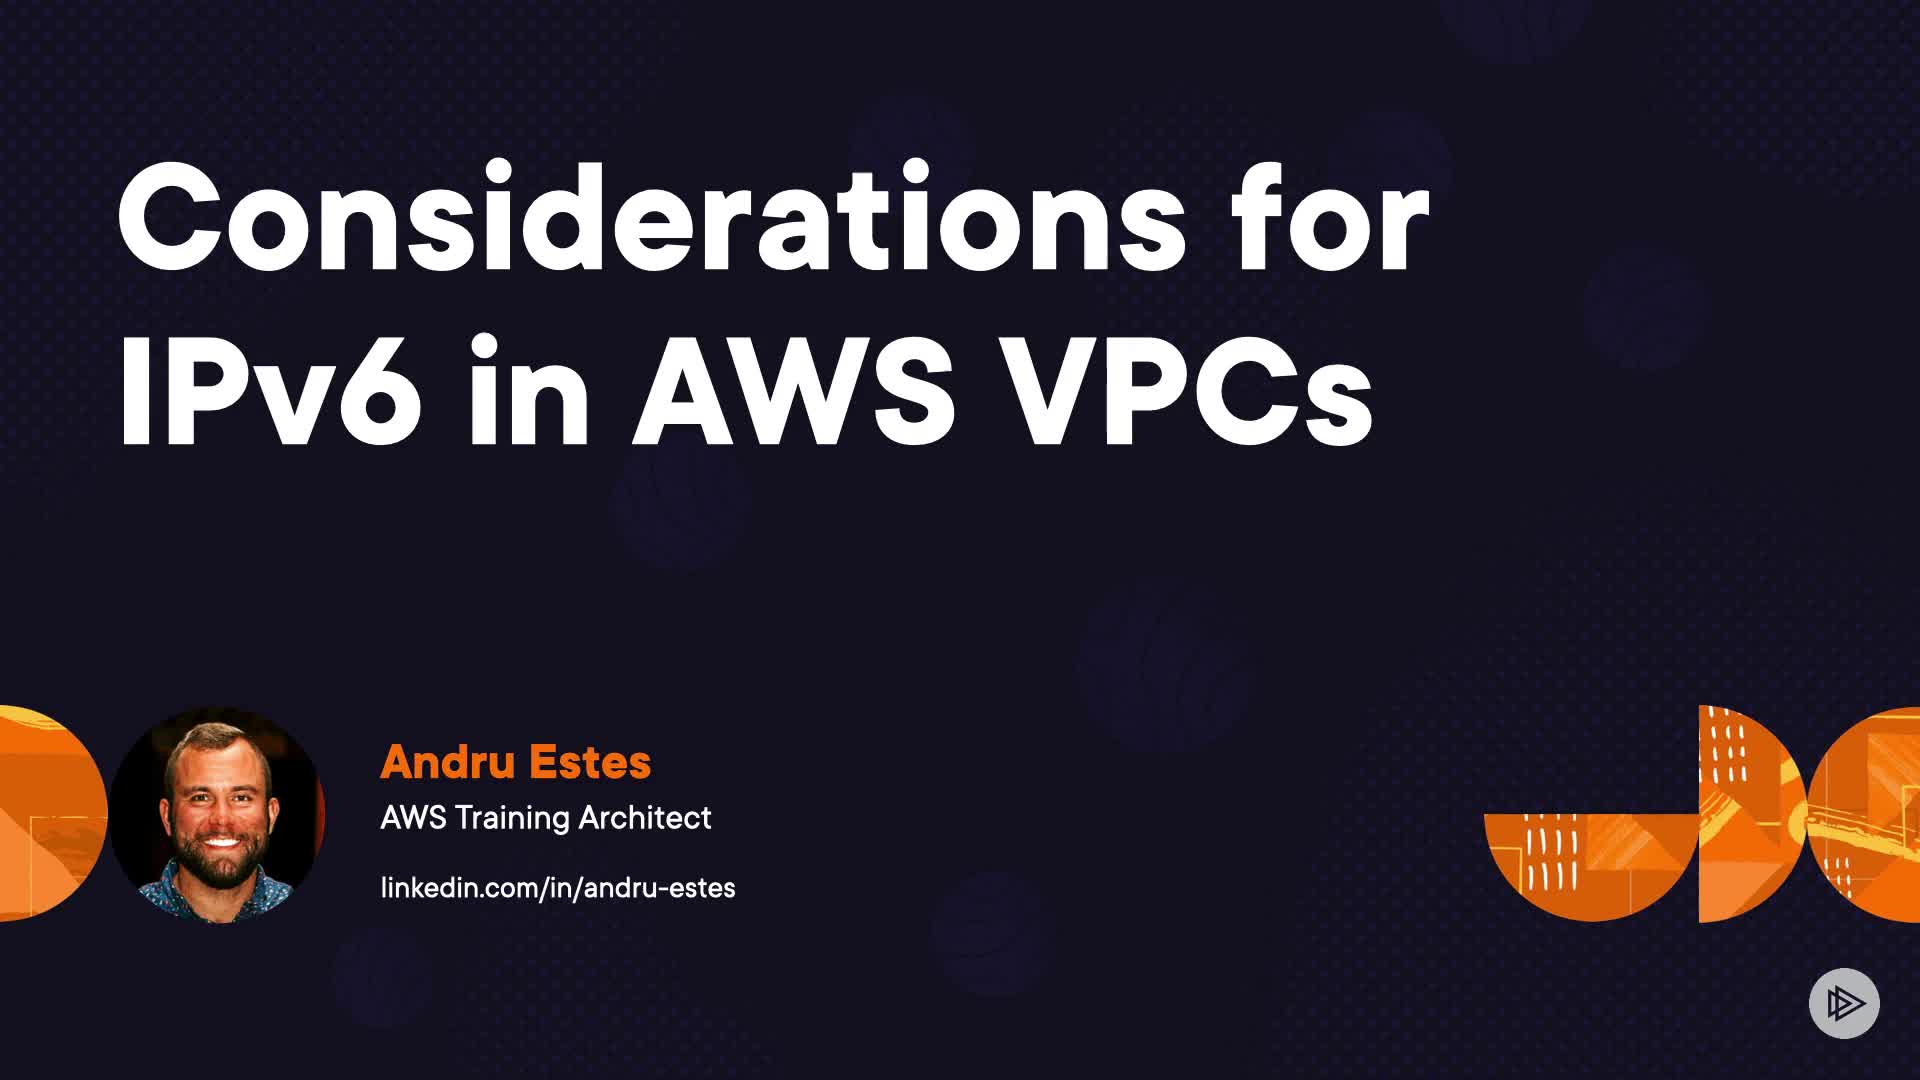 Considerations for
IPv6 in AWS VPCs
Andru Estes
AWS Training Architect
linkedin.com/in/andru-estes